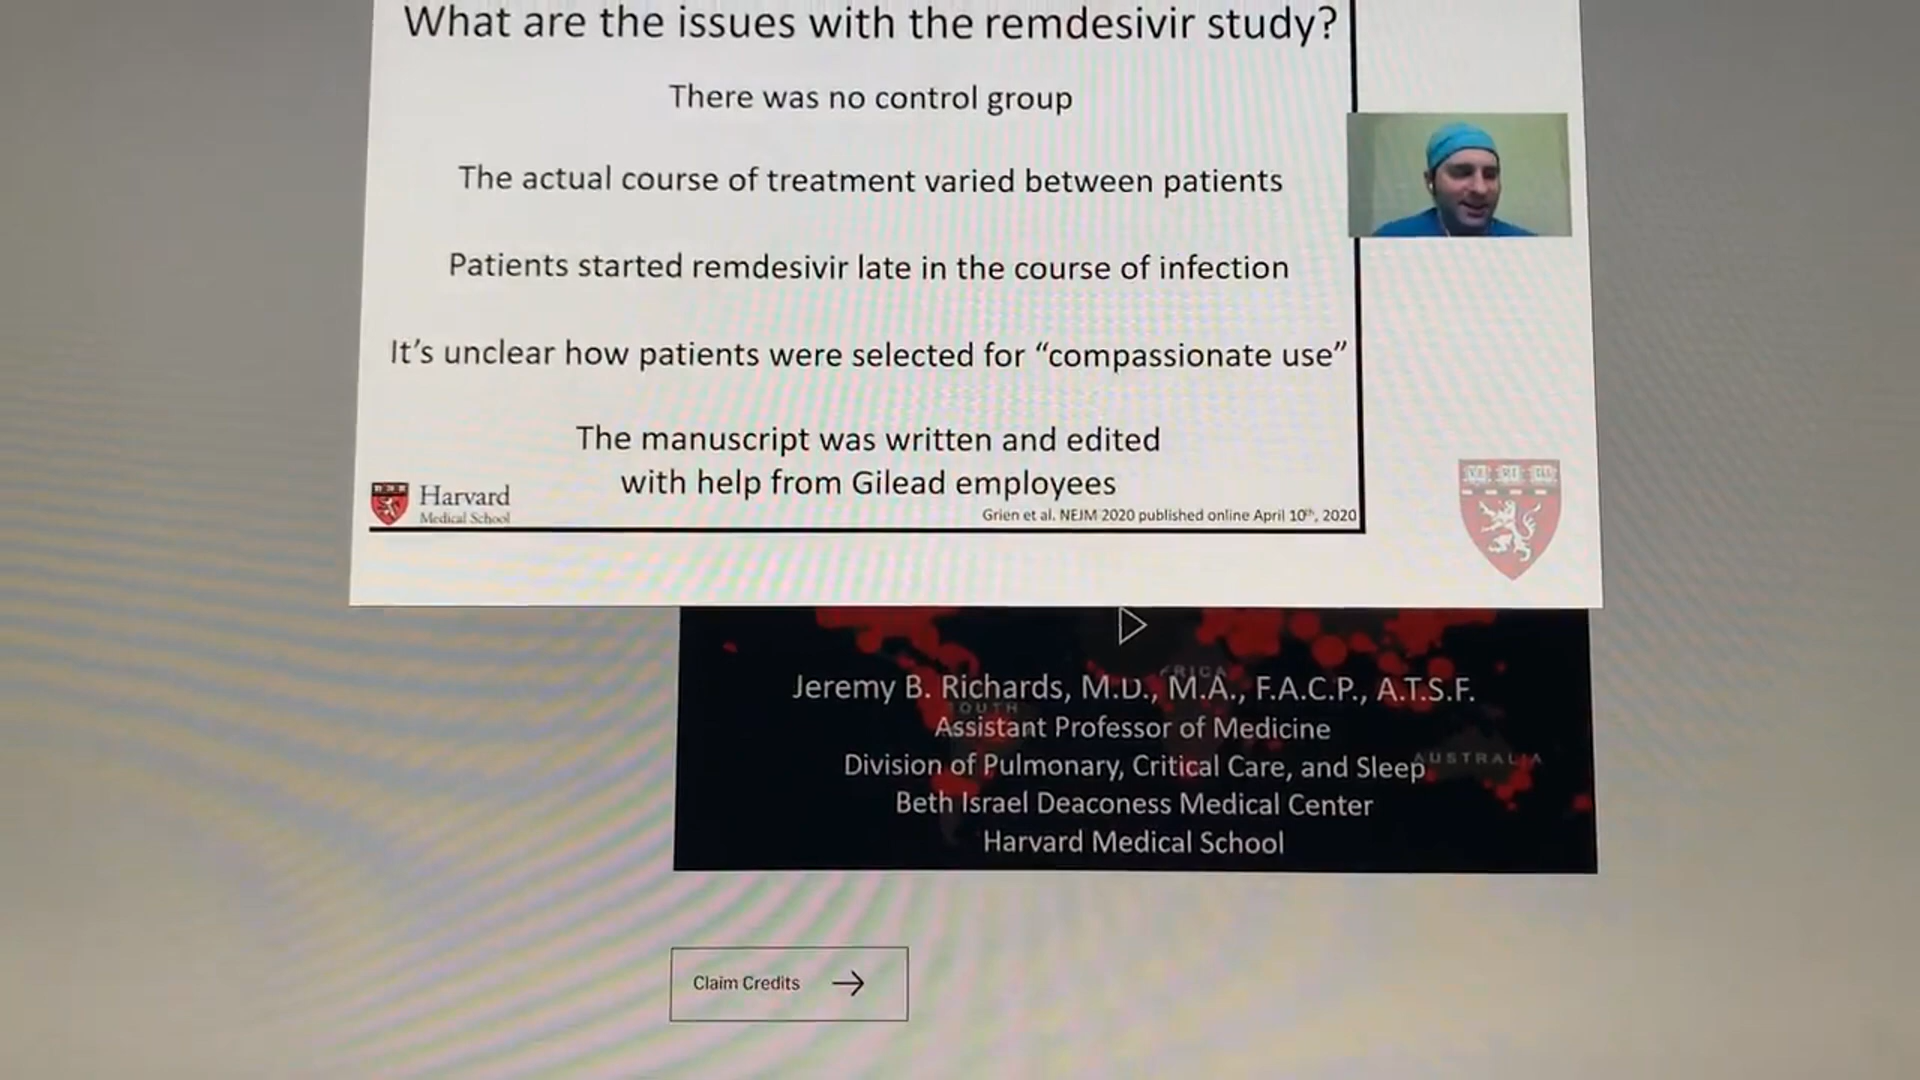 What are the issues with the remdesivir study?
There was no control group
The actual course of treatment varied between patients
Patients started remdesivir late in the course of infection
It's unclear how patients were selected for “compassionate use”
The manuscript was written and edited
with help from Gilead employees
Harvard
Medical School
Grien et al. NEJM 2020 published online April 10th, 2020
Jeremy B. Richards, M.D., M.A., F.A.C.P., A.T.S.F.
Assistant Professor of Medicine
Division of Pulmonary, Critical Care, and Sleep
AUSTRALIA
Beth Israel Deaconess Medical Center
Harvard Medical School
Claim Credits